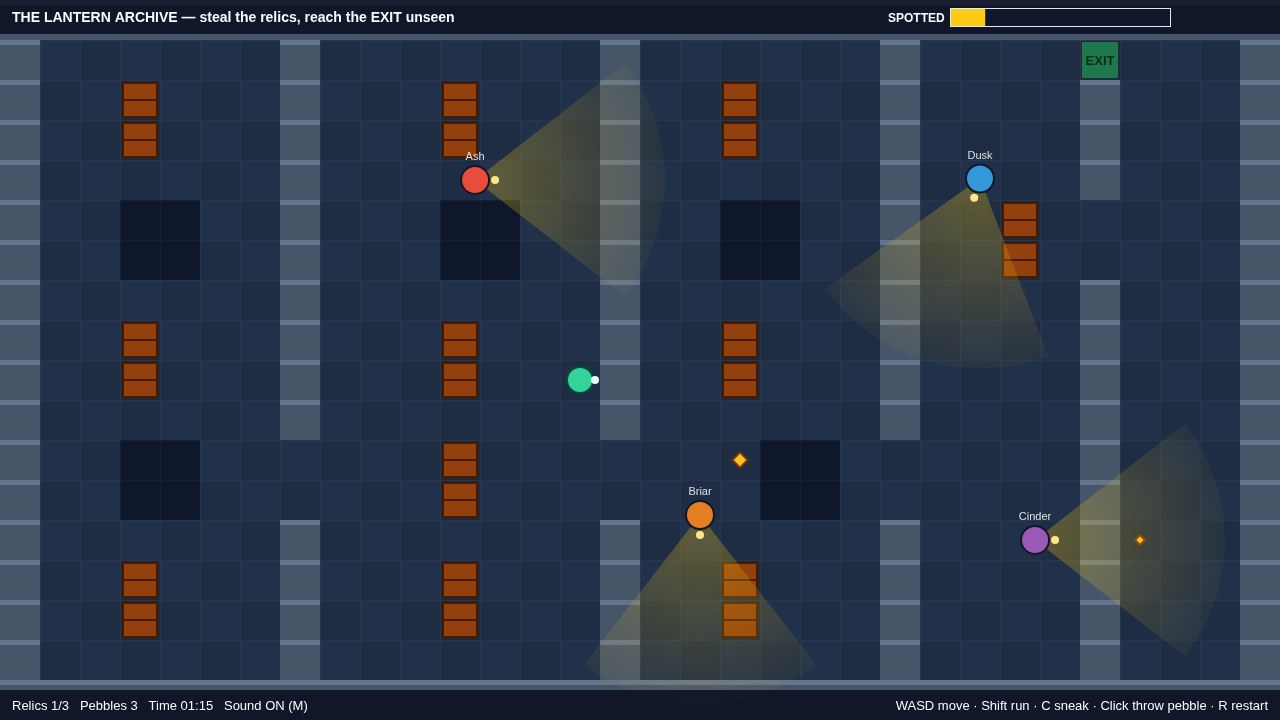 THE LANTERN ARCHIVE — steal the relics, reach the EXIT unseen
SPOTTED
EXIT
Ash
Dusk
Briar
Cinder
Relics 1/3 Pebbles 3 Time 01:15 Sound ON (M)
WASD move · Shift run · C sneak · Click throw pebble · R restart